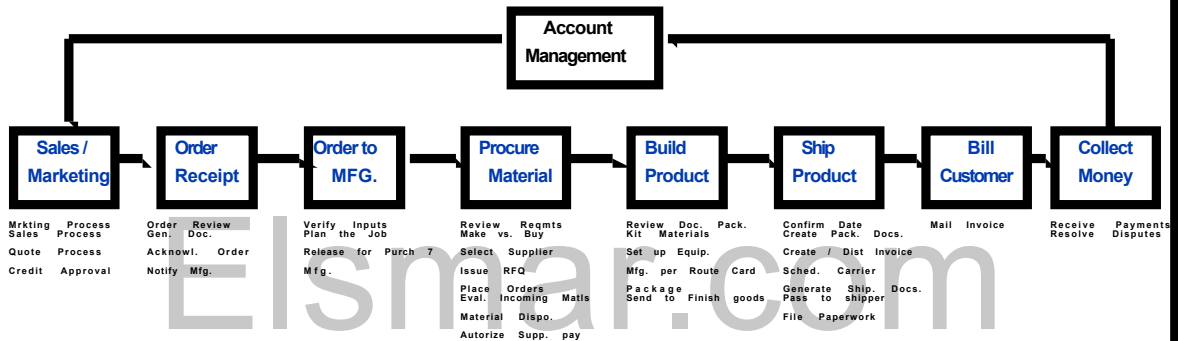 Account
Management
Sales /
Marketing
Order
Receipt
Order to
MFG.
Procure
Material
Build
Product
Ship
Product
Bill
Customer
Collect
Money
Mrkting Process
Sales Process
Quote Process
Credit Approval
Order Review
Gen. Doc.
Acknowl. Order
Notify Mfg.
Verify Inputs
Plan the Job
Release for Purch 7
Mfg.
Review Reqmts
Make vs. Buy
Select Supplier
Issue RFQ
Place Orders
Eval. Incoming Matls
Material Dispo.
Autorize Supp. pay
Review Doc. Pack.
Kit Materials
Set up Equip.
Mfg. per Route Card
Package
Send to Finish goods
Confirm Date
Create Pack. Docs.
Create / Dist Invoice
Sched. Carrier
Generate Ship. Docs.
Pass to shipper
File Paperwork
Mail Invoice
Receive Payments
Resolve Disputes
Elsmar.com